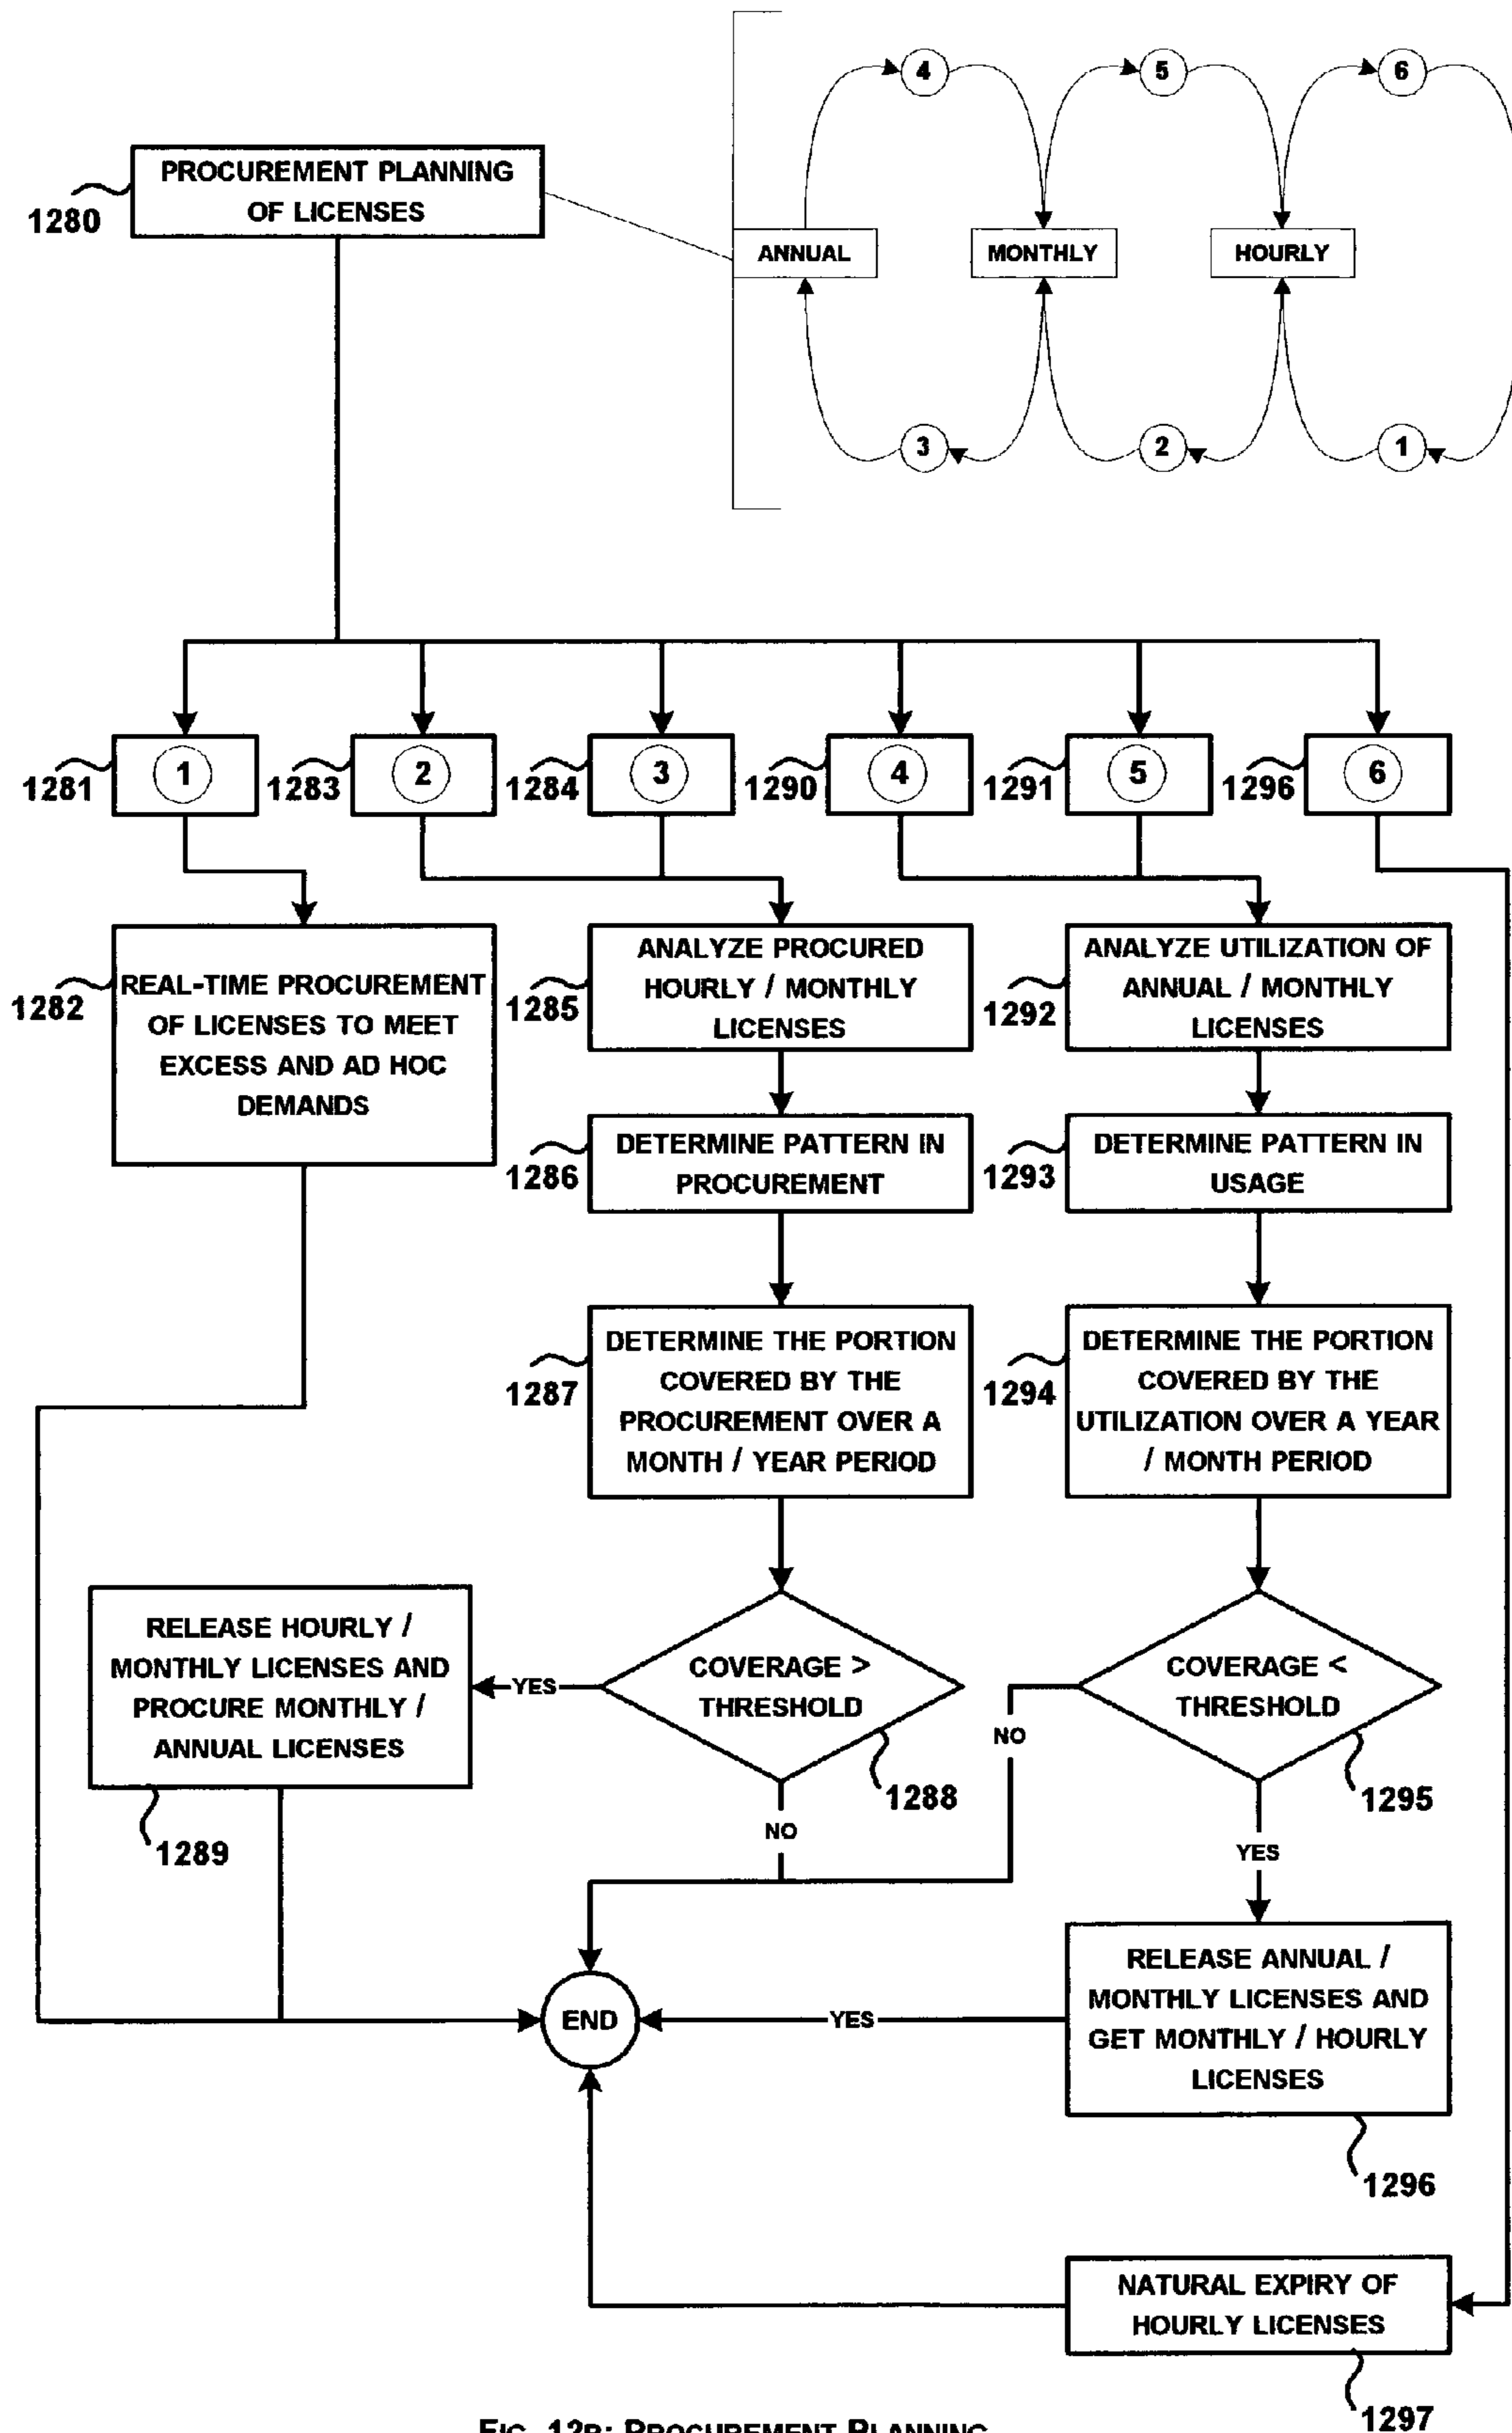 4
5
6
PROCUREMENT PLANNING
OF LICENSES
1280
ANNUAL
MONTHLY
HOURLY
3
2
1
1281
1
1283
2
1284
3
1290
4
1291
5
1296
6
1282
REAL-TIME PROCUREMENT
OF LICENSES TO MEET
EXCESS AND AD HOC
DEMANDS
1285
ANALYZE PROCURED
HOURLY / MONTHLY
LICENSES
1292
ANALYZE UTILIZATION OF
ANNUAL / MONTHLY
LICENSES
1286
DETERMINE PATTERN IN
PROCUREMENT
1293
DETERMINE PATTERN IN
USAGE
1287
DETERMINE THE PORTION
COVERED BY THE
PROCUREMENT OVER A
MONTH / YEAR PERIOD
1294
DETERMINE THE PORTION
COVERED BY THE
UTILIZATION OVER A YEAR
/ MONTH PERIOD
RELEASE HOURLY /
MONTHLY LICENSES AND
PROCURE MONTHLY /
ANNUAL LICENSES
1289
YES
COVERAGE >
THRESHOLD
1288
NO
NO
COVERAGE <
THRESHOLD
1295
YES
END
YES
RELEASE ANNUAL /
MONTHLY LICENSES AND
GET MONTHLY / HOURLY
LICENSES
1296
NATURAL EXPIRY OF
HOURLY LICENSES
1297
FIG. 12B: PROCUREMENT PLANNING